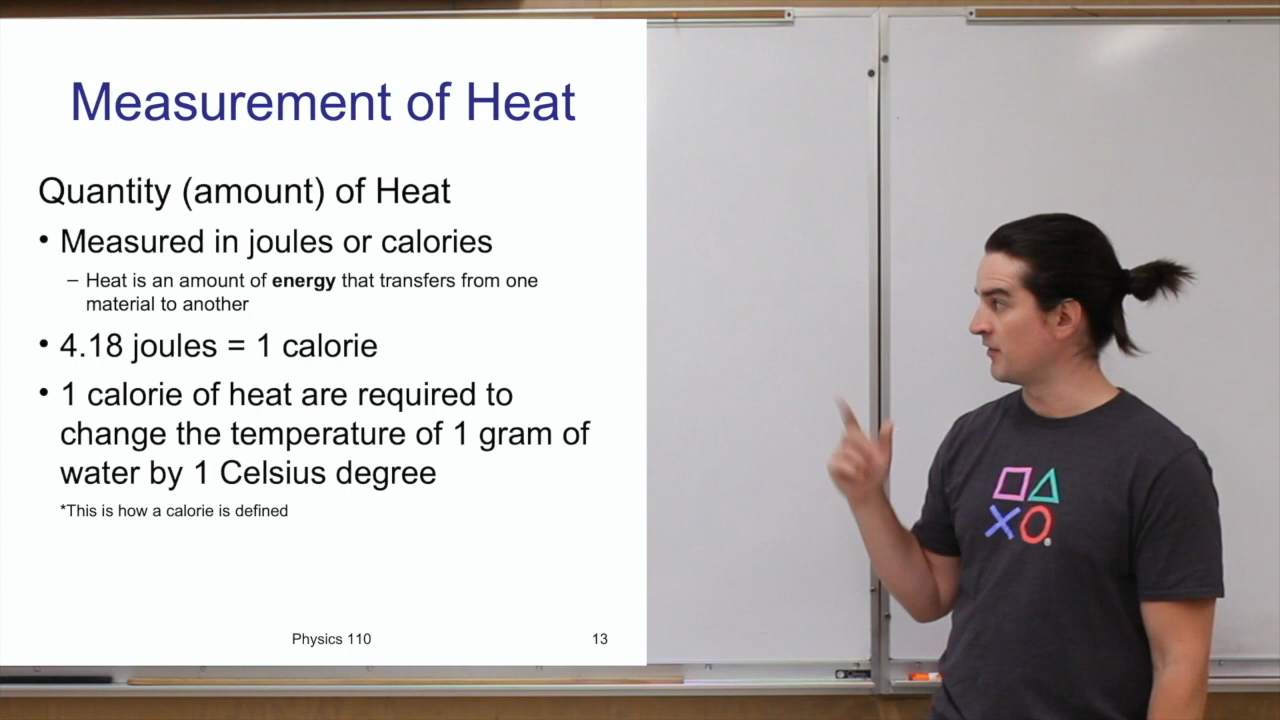 Measurement of Heat
Quantity (amount) of Heat
• Measured in joules or calories
– Heat is an amount of energy that transfers from one
material to another
• 4.18 joules = 1 calorie
• 1 calorie of heat are required to
change the temperature of 1 gram of
water by 1 Celsius degree
*This is how a calorie is defined
Physics 110
13